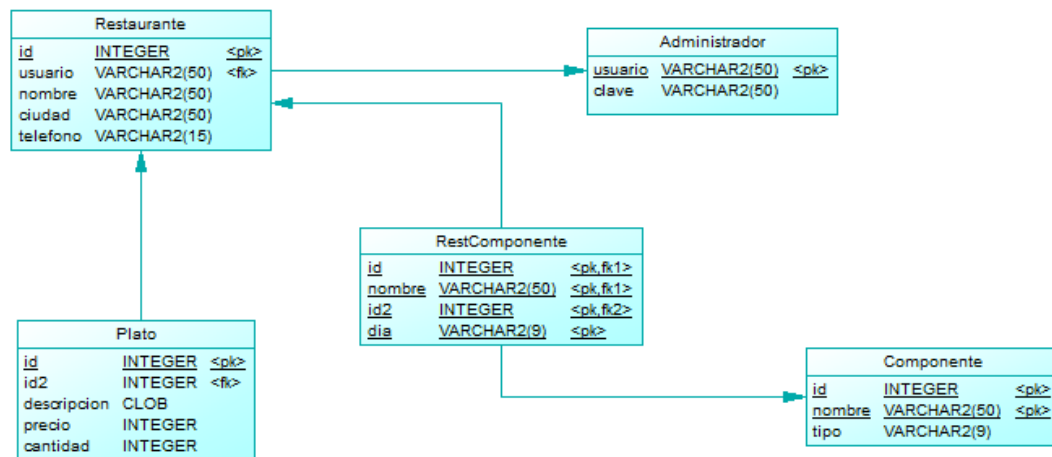 Restaurante
id INTEGER <pk>
usuario VARCHAR2(50) <fk>
nombre VARCHAR2(50)
ciudad VARCHAR2(50)
telefono VARCHAR2(15)
Administrador
usuario VARCHAR2(50) <pk>
clave VARCHAR2(50)
RestComponente
id INTEGER <pk,fk1>
nombre VARCHAR2(50) <pk,fk1>
id2 INTEGER <pk,fk2>
dia VARCHAR2(9) <pk>
Plato
id INTEGER <pk>
id2 INTEGER <fk>
descripcion CLOB
precio INTEGER
cantidad INTEGER
Componente
id INTEGER <pk>
nombre VARCHAR2(50) <pk>
tipo VARCHAR2(9)